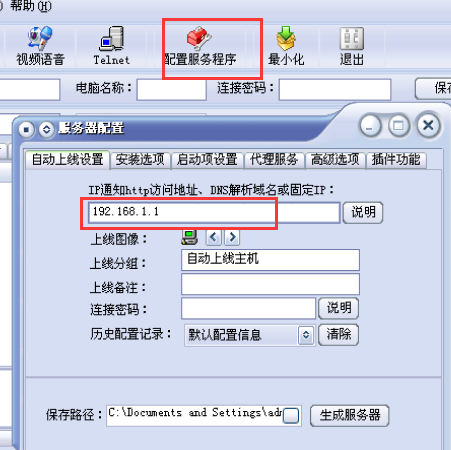 ) 帮助(H)
视频语音 Telnet 配置服务程序 最小化 退出
电脑名称： 连接密码：
服务器配置
自动上线设置 安装选项 启动项设置 代理服务 高级选项 插件功能
IP通知http访问地址、DNS解析域名或固定IP：
192.168.1.1 说明
上线图像：
上线分组： 自动上线主机
上线备注：
连接密码： 说明
历史配置记录： 默认配置信息 清除
保存路径： C:\Documents and Settings\adm 生成服务器